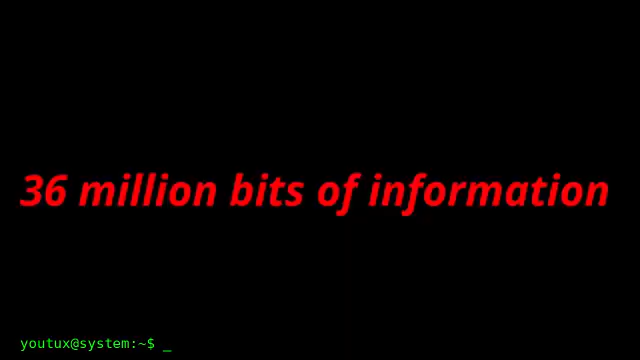 36 million bits of information
youtux@system:~$ _